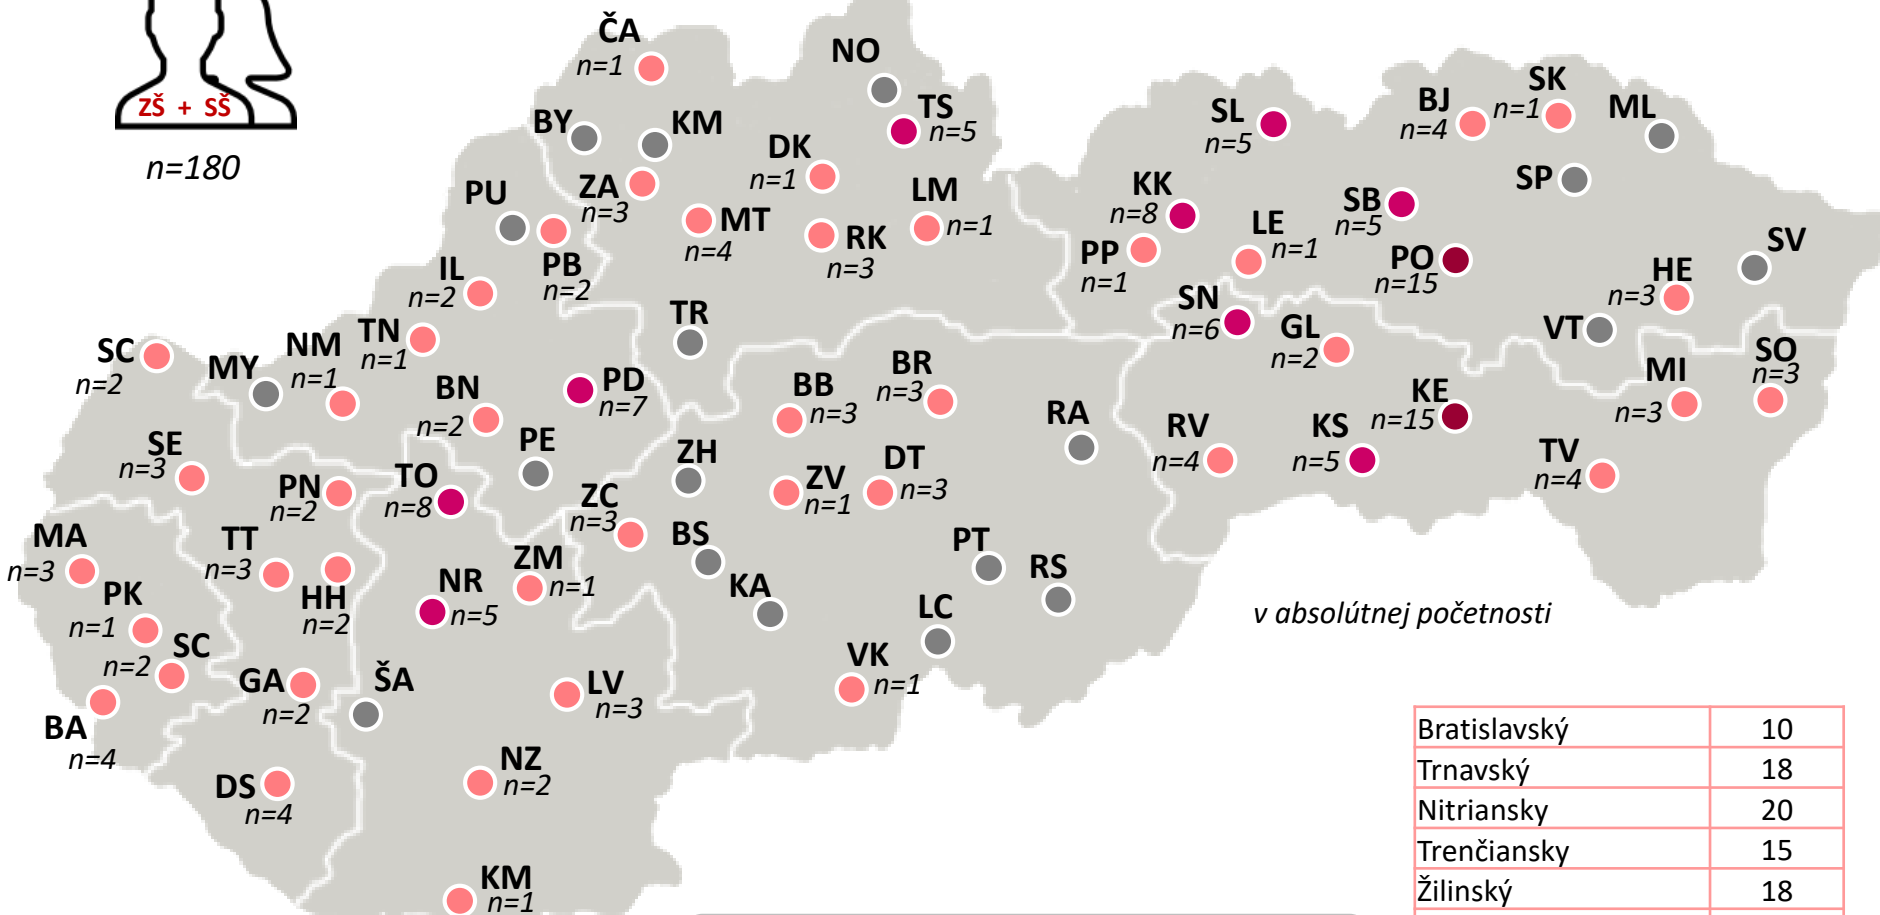 ZŠ + SŠ
n=180
ČA
n=1
NO
BY
KM
TS
n=5
DK
n=1
ZA
n=3
MT
n=4
LM
n=1
RK
n=3
PU
PB
n=2
IL
n=2
TN
n=1
TR
SC
n=2
MY
NM
n=1
BN
n=2
PD
n=7
PE
SL
n=5
BJ
n=4
SK
n=1
ML
SP
KK
n=8
SB
n=5
LE
n=1
PP
n=1
PO
n=15
SV
HE
n=3
VT
SN
n=6
GL
n=2
SO
n=3
MI
n=3
KE
n=15
KS
n=5
RV
n=4
TV
n=4
BB
n=3
BR
n=3
RA
ZH
ZV
n=1
DT
n=3
ZC
n=3
BS
PT
RS
KA
LC
VK
n=1
SE
n=3
PN
n=2
TO
n=8
MA
n=3
TT
n=3
HH
n=2
PK
n=1
SC
n=2
BA
n=4
GA
n=2
DS
n=4
NR
n=5
ZM
n=1
ŠA
LV
n=3
NZ
n=2
KM
n=1
v absolútnej početnosti
Bratislavský 10
Trnavský 18
Nitriansky 20
Trenčiansky 15
Žilinský 18